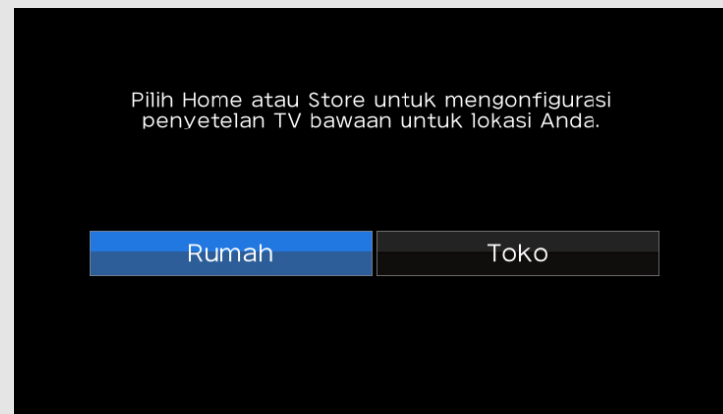 Pilih Home atau Store untuk mengonfigurasi
penyetelan TV bawaan untuk lokasi Anda.
Rumah
Toko